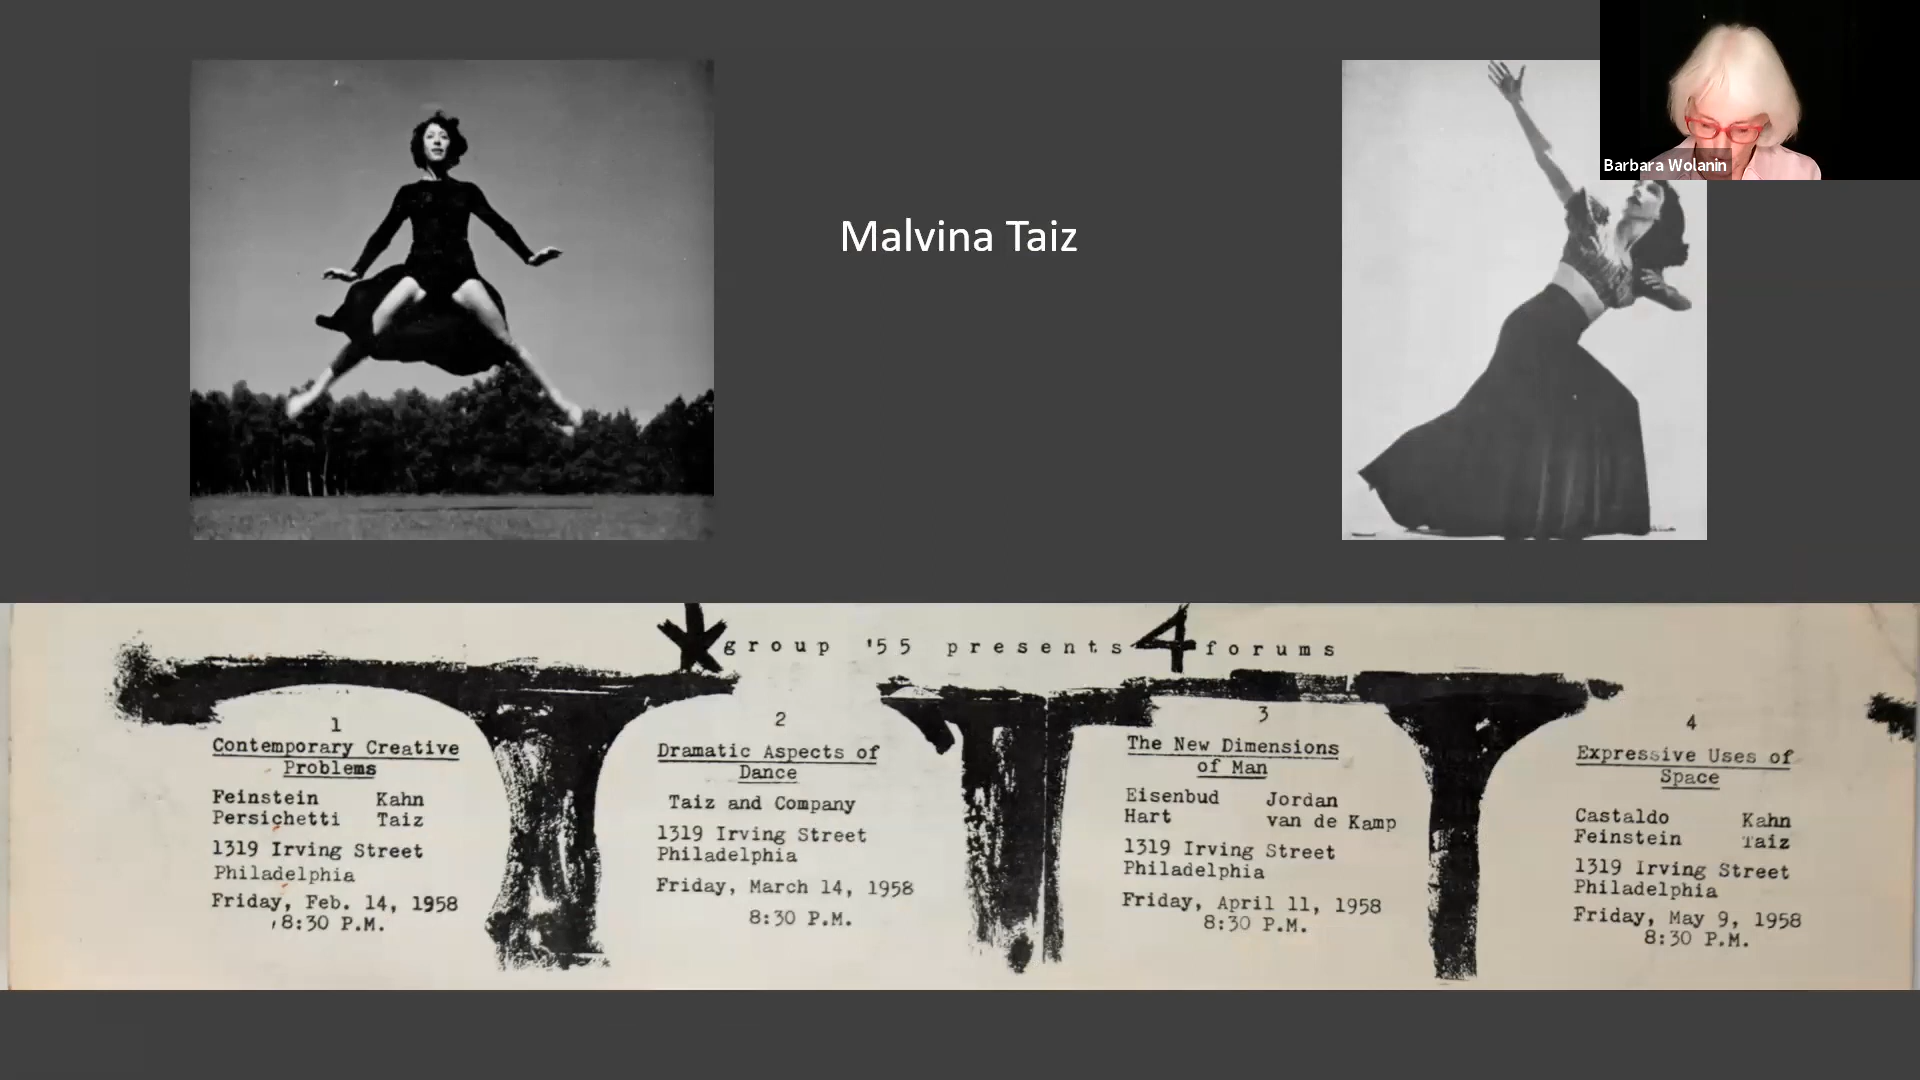 Barbara Wolanin
Malvina Taiz
group '55 presents 4 forums
1
Contemporary Creative
Problems
Feinstein Kahn
Persichetti Taiz
1319 Irving Street
Philadelphia
Friday, Feb. 14, 1958
8:30 P.M.
2
Dramatic Aspects of
Dance
Taiz and Company
1319 Irving Street
Philadelphia
Friday, March 14, 1958
8:30 P.M.
3
The New Dimensions
of Man
Eisenbud Jordan
Hart van de Kamp
1319 Irving Street
Philadelphia
Friday, April 11, 1958
8:30 P.M.
4
Expressive Uses of
Space
Castaldo Kahn
Feinstein Taiz
1319 Irving Street
Philadelphia
Friday, May 9, 1958
8:30 P.M.